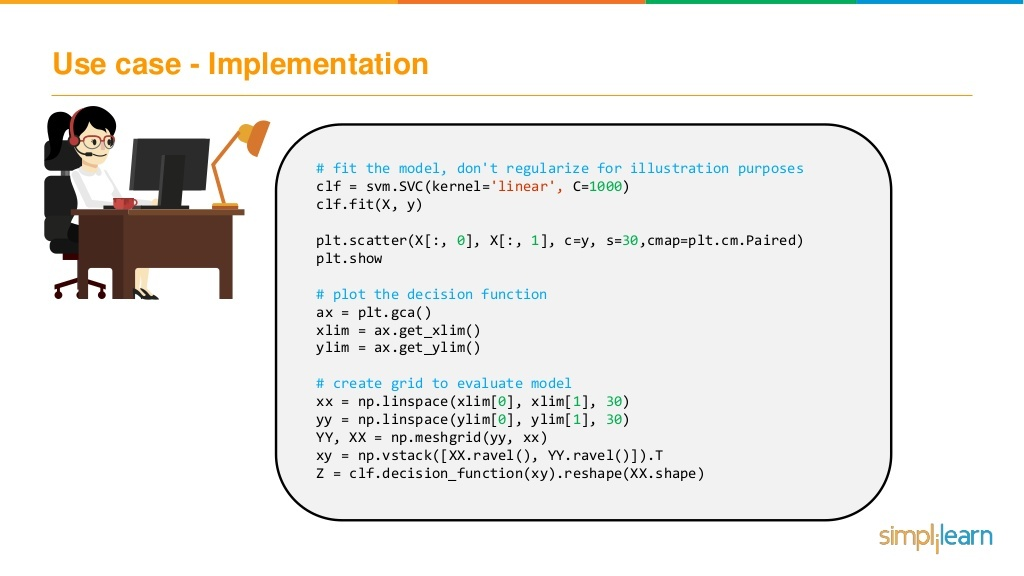 Use case - Implementation
# fit the model, don't regularize for illustration purposes
clf = svm.SVC(kernel='linear', C=1000)
clf.fit(X, y)
plt.scatter(X[:, 0], X[:, 1], c=y, s=30,cmap=plt.cm.Paired)
plt.show
# plot the decision function
ax = plt.gca()
xlim = ax.get_xlim()
ylim = ax.get_ylim()
# create grid to evaluate model
xx = np.linspace(xlim[0], xlim[1], 30)
yy = np.linspace(ylim[0], ylim[1], 30)
YY, XX = np.meshgrid(yy, xx)
xy = np.vstack([XX.ravel(), YY.ravel()]).T
Z = clf.decision_function(xy).reshape(XX.shape)
simplilearn